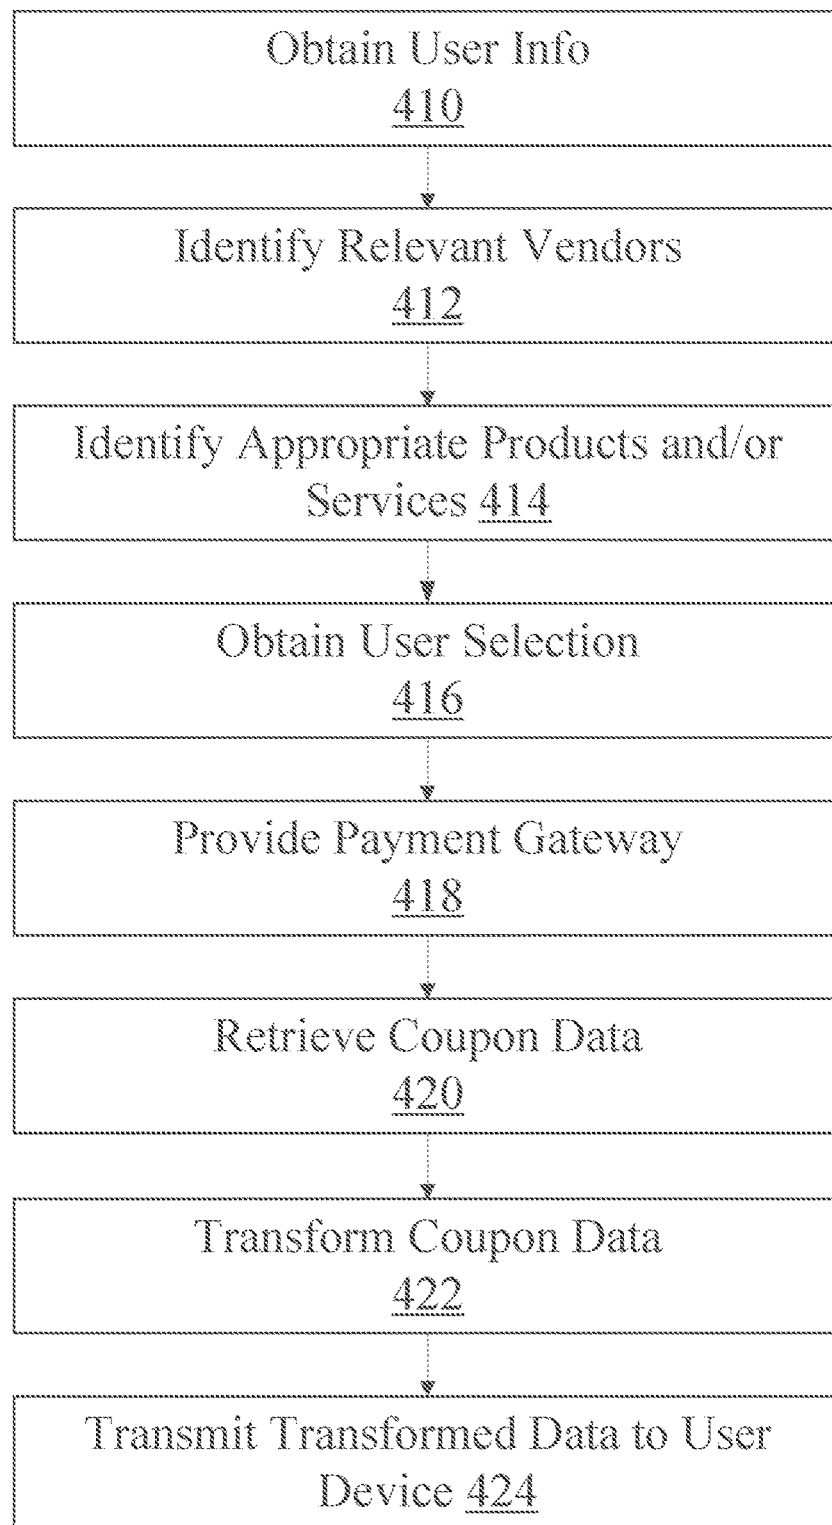 Obtain User Info
410
Identify Relevant Vendors
412
Identify Appropriate Products and/or
Services 414
Obtain User Selection
416
Provide Payment Gateway
418
Retrieve Coupon Data
420
Transform Coupon Data
422
Transmit Transformed Data to User
Device 424